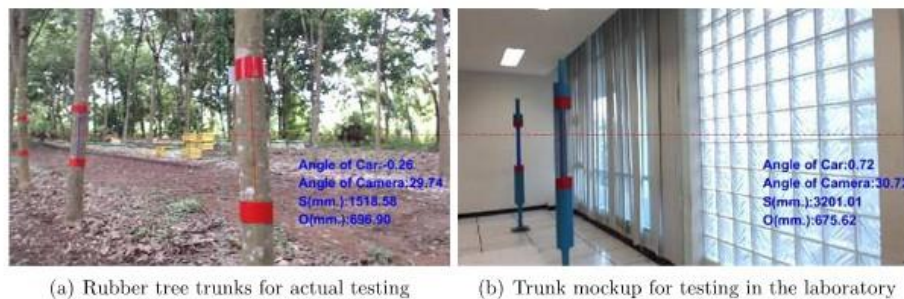 Angle of Car:-0.26
Angle of Camera:29.74
S(mm.):1518.58
O(mm.):696.90
Angle of Car:0.72
Angle of Camera:30.72
S(mm.):3201.01
O(mm.):675.62
(a) Rubber tree trunks for actual testing
(b) Trunk mockup for testing in the laboratory